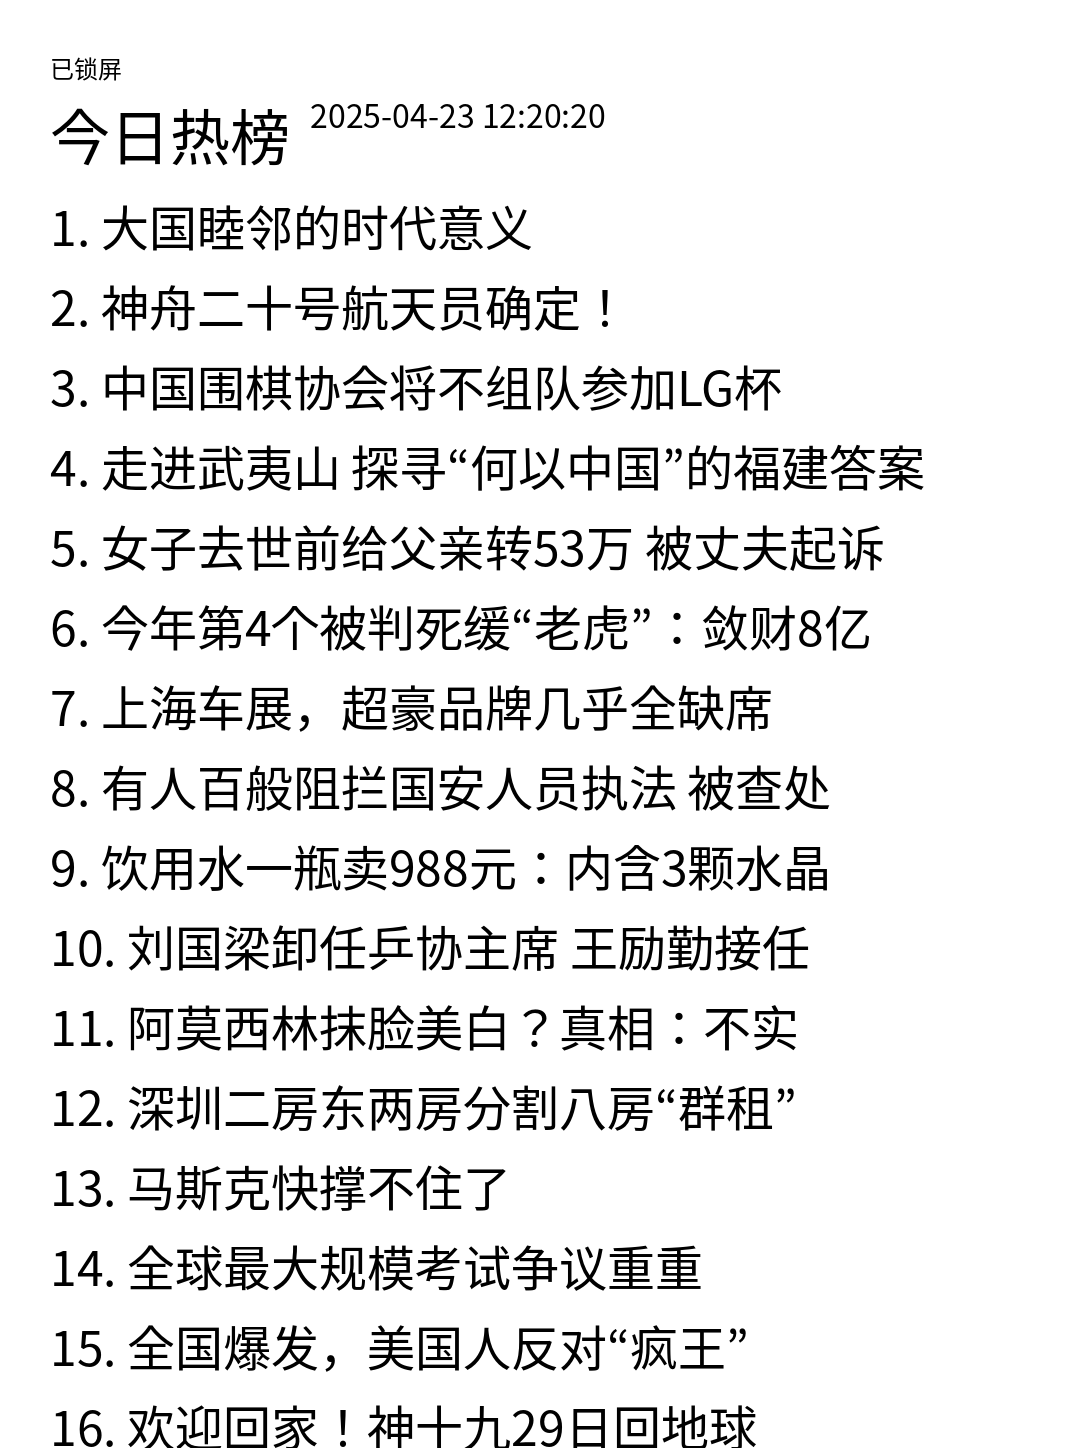 已锁屏
今日热榜 2025-04-23 12:20:20
1. 大国睦邻的时代意义
2. 神舟二十号航天员确定！
3. 中国围棋协会将不组队参加LG杯
4. 走进武夷山 探寻“何以中国”的福建答案
5. 女子去世前给父亲转53万 被丈夫起诉
6. 今年第4个被判死缓“老虎”：敛财8亿
7. 上海车展，超豪品牌几乎全缺席
8. 有人百般阻拦国安人员执法 被查处
9. 饮用水一瓶卖988元：内含3颗水晶
10. 刘国梁卸任乒协主席 王励勤接任
11. 阿莫西林抹脸美白？真相：不实
12. 深圳二房东两房分割八房“群租”
13. 马斯克快撑不住了
14. 全球最大规模考试争议重重
15. 全国爆发，美国人反对“疯王”
16. 欢迎回家！神十九29日回地球